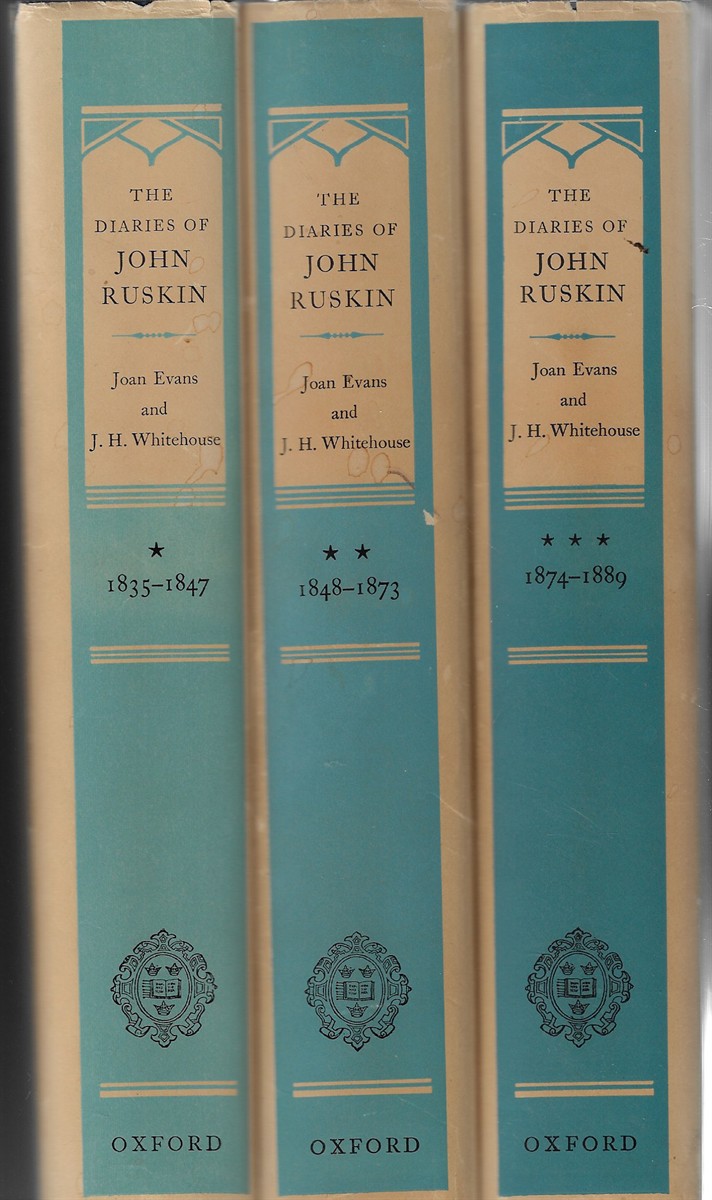 THE
DIARIES OF
JOHN
RUSKIN
Joan Evans
and
J. H. Whitehouse
★
1835–1847
OXFORD
THE
DIARIES OF
JOHN
RUSKIN
Joan Evans
and
J. H. Whitehouse
★ ★
1848–1873
OXFORD
THE
DIARIES OF
JOHN
RUSKIN
Joan Evans
and
J. H. Whitehouse
★ ★ ★
1874–1889
OXFORD